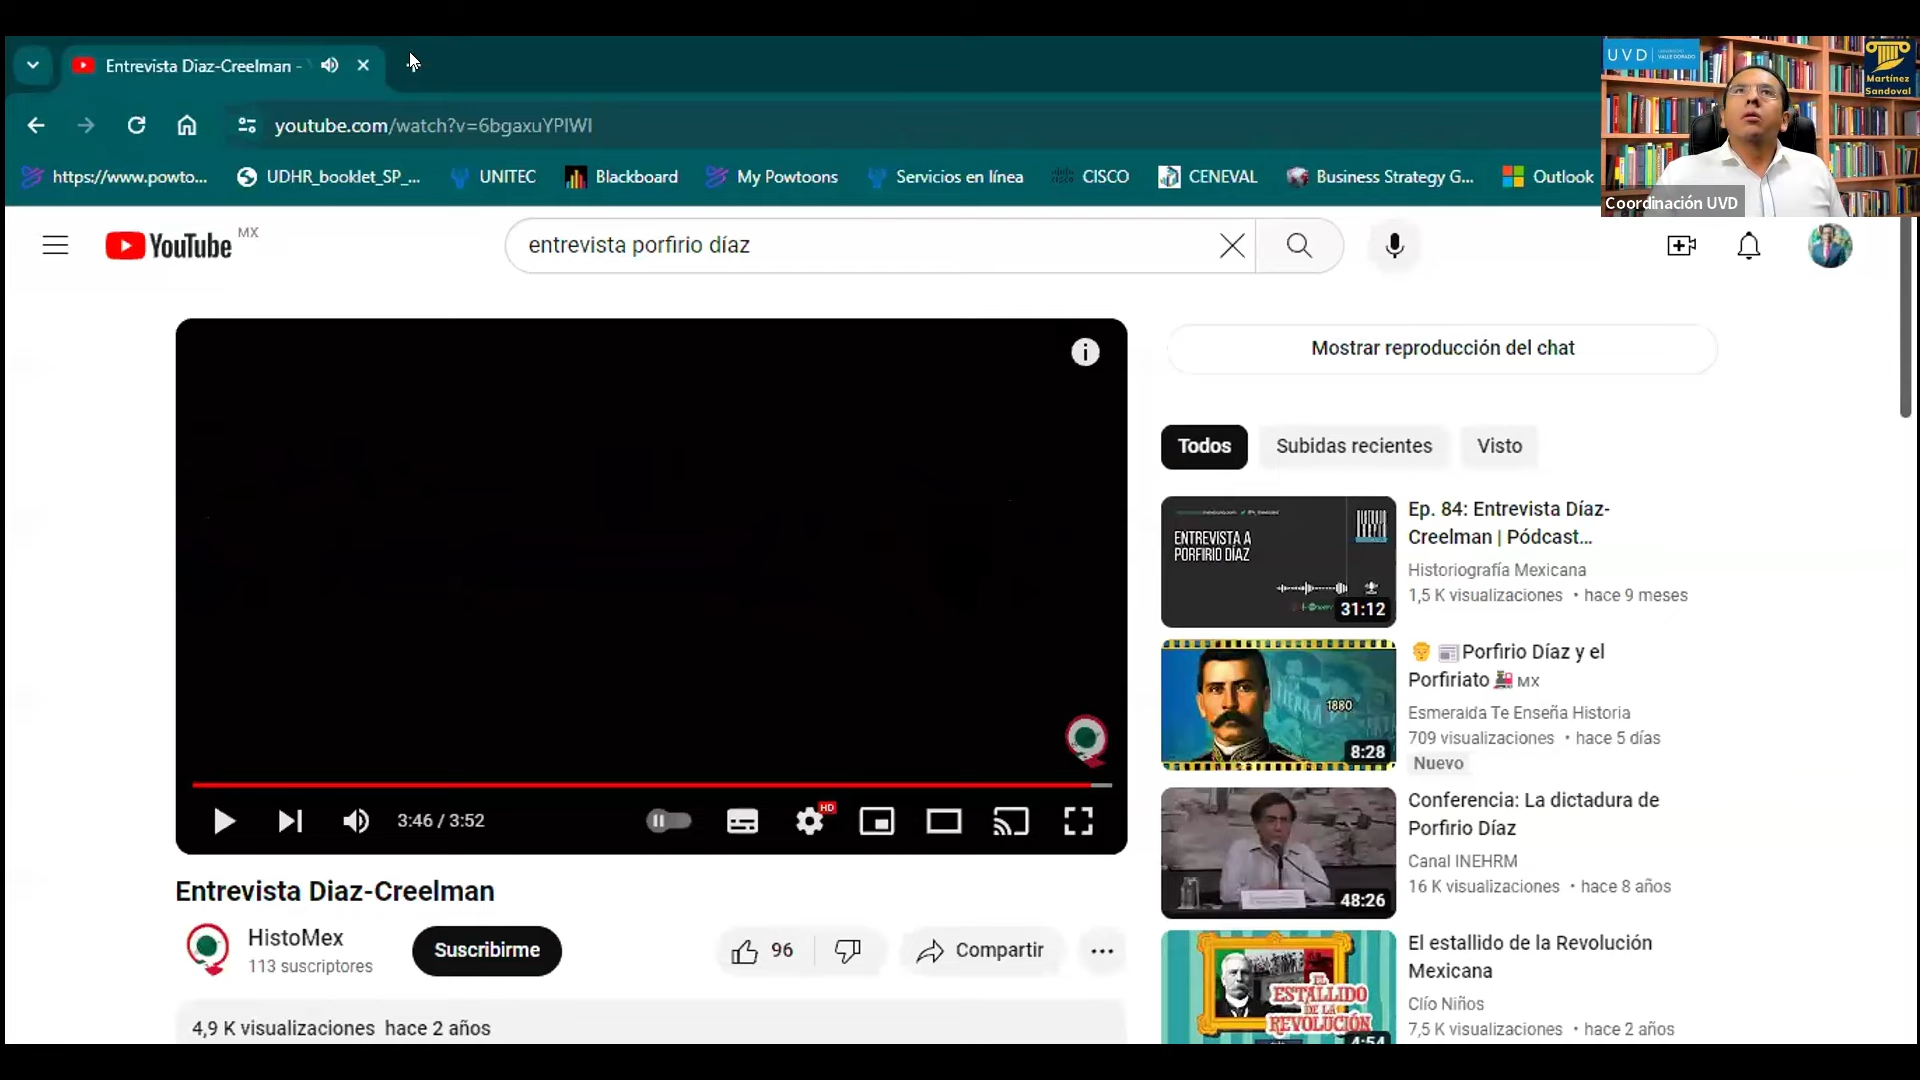 Entrevista Diaz-Creelman -
youtube.com/watch?v=6bgaxuYPIWI
https://www.powto...
UDHR_booklet_SP_...
UNITEC
Blackboard
My Powtoons
Servicios en línea
CISCO
CENEVAL
Business Strategy G...
Outlook
UVD
Martínez
Sandoval
Coordinación UVD
YouTube MX
entrevista porfirio díaz
3:46 / 3:52
HD
Entrevista Diaz-Creelman
HistoMex
113 suscriptores
Suscribirme
96
Compartir
4,9 K visualizaciones hace 2 años
Mostrar reproducción del chat
Todos
Subidas recientes
Visto
ENTREVISTA A
PORFIRIO DÍAZ
31:12
Ep. 84: Entrevista Díaz-
Creelman | Pódcast...
Historiografía Mexicana
1,5 K visualizaciones • hace 9 meses
1880
8:28
Porfirio Díaz y el
Porfiriato MX
Esmeralda Te Enseña Historia
709 visualizaciones • hace 5 días
Nuevo
48:26
Conferencia: La dictadura de
Porfirio Díaz
Canal INEHRM
16 K visualizaciones • hace 8 años
EL
ESTALLIDO
DE LA
REVOLUCIÓN
4:54
El estallido de la Revolución
Mexicana
Clío Niños
7,5 K visualizaciones • hace 2 años